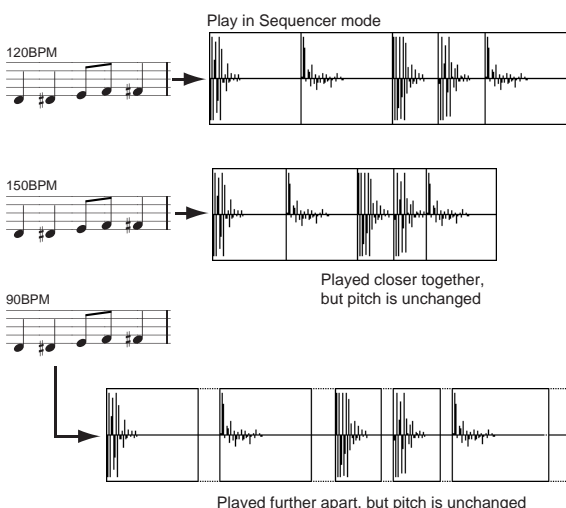 Play in Sequencer mode
120BPM
150BPM
Played closer together,
but pitch is unchanged
90BPM
Played further apart, but pitch is unchanged